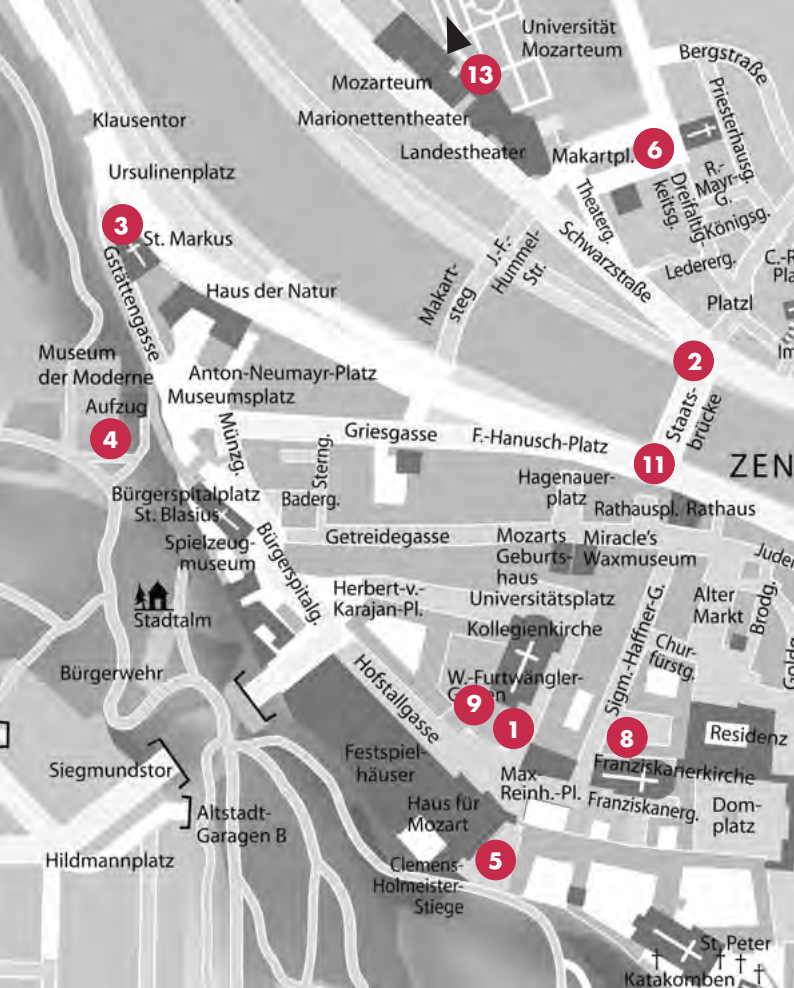 Universität
Mozarteum
13
Mozarteum
Bergstraße
Priesterhausg.
Klausentor
Marionettentheater
Landestheater
Makartpl.
6
Ursulinenplatz
R.-
Mayr-
G.
Dreifaltig-
keitsg.
Theaterg.
Königsg.
3
St. Markus
Gstättengasse
J.-F.-
Hummel-
Str.
Schwarzstraße
Ledererg.
C.-R
Pla
Haus der Natur
Makart-
steg
Platzl
Im
Museum
der Moderne
Anton-Neumayr-Platz
Museumsplatz
2
Staats-
brücke
Aufzug
4
Münzg.
Griesgasse
F.-Hanusch-Platz
11
ZEN
Sterng.
Hagenauer-
platz
Bürgerspitalplatz
St. Blasius
Baderg.
Rathauspl.
Rathaus
Spielzeug-
museum
Bürgerspitalg.
Getreidegasse
Mozarts
Geburts-
haus
Miracle's
Waxmuseum
Juden
Stadtalm
Herbert-v.-
Karajan-Pl.
Universitätsplatz
Alter
Markt
Brodg.
Kollegienkirche
Sigm.-Haffner-G.
Chur-
fürstg.
Goldg
Bürgerwehr
Hofstallgasse
W.-Furtwängler-
9
1
8
Residenz
Siegmundstor
Festspiel-
häuser
Franziskanerkirche
Max
Reinh.-Pl.
Franziskanerg.
Dom-
platz
Altstadt-
Garagen B
Haus für
Mozart
Hildmannplatz
5
Clemens-
Holmeister-
Stiege
St. Peter
Katakomben